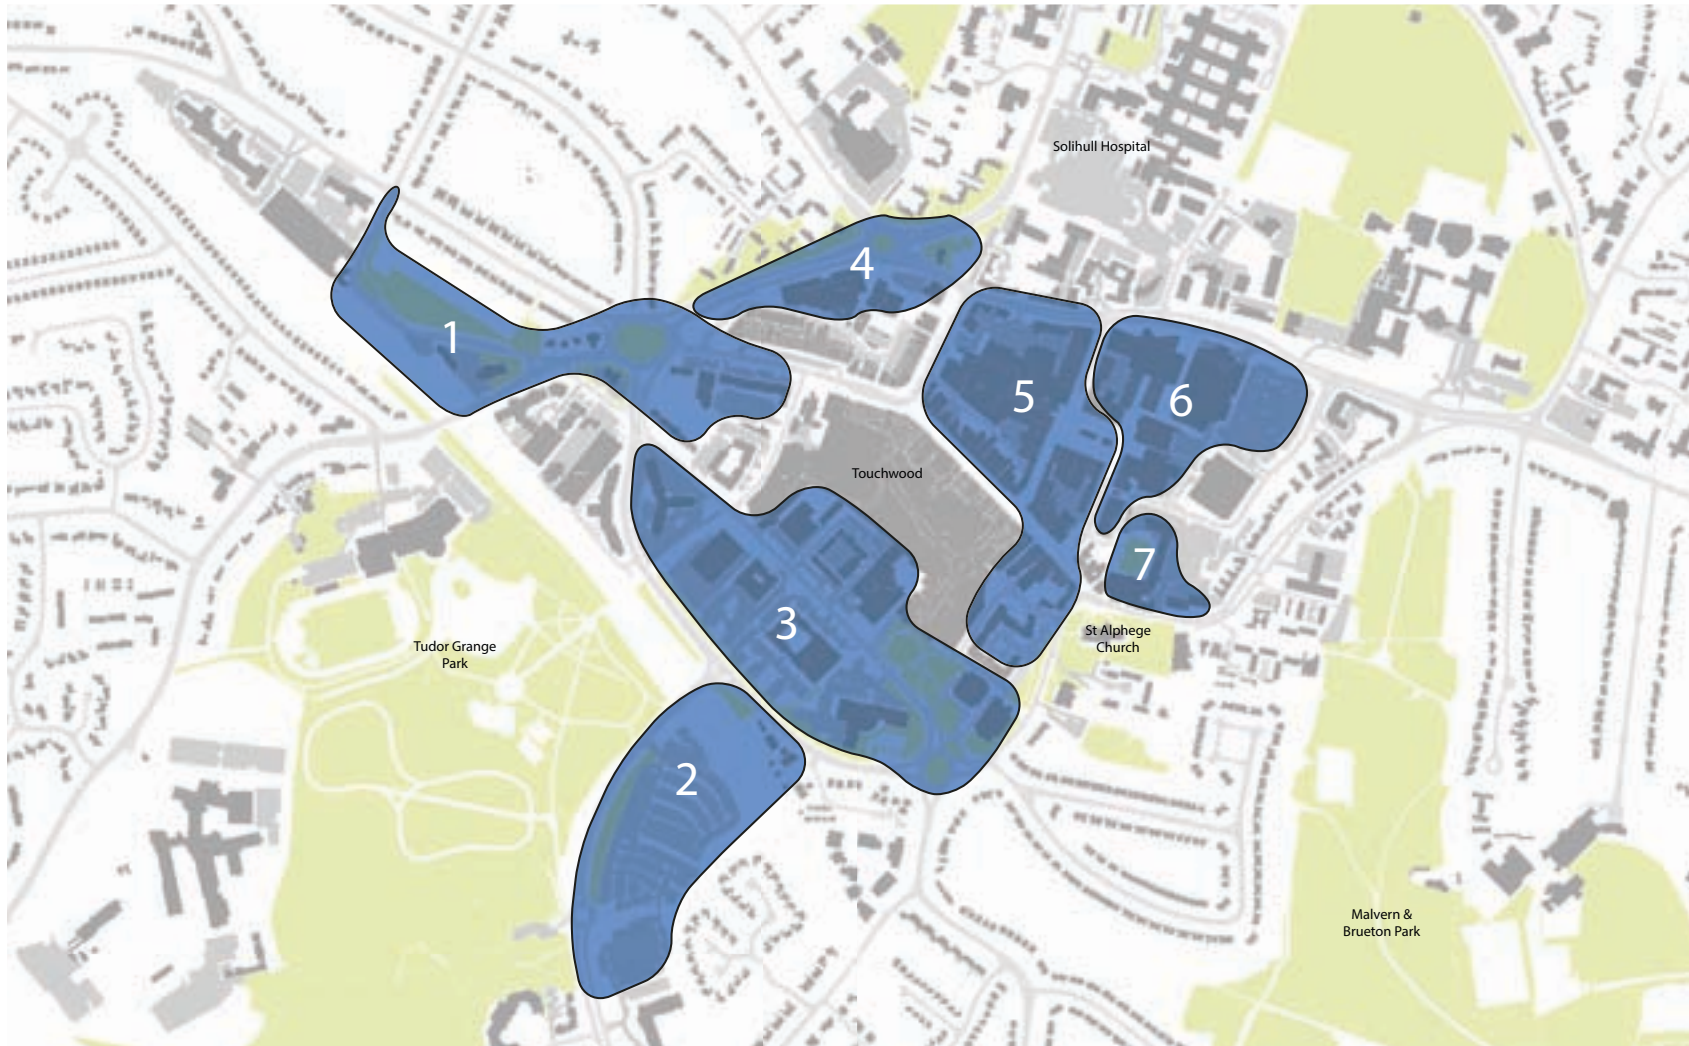 Solihull Hospital
4
1
5
6
Touchwood
7
3
St Alphege
Church
Tudor Grange
Park
2
Malvern &
Brueton Park